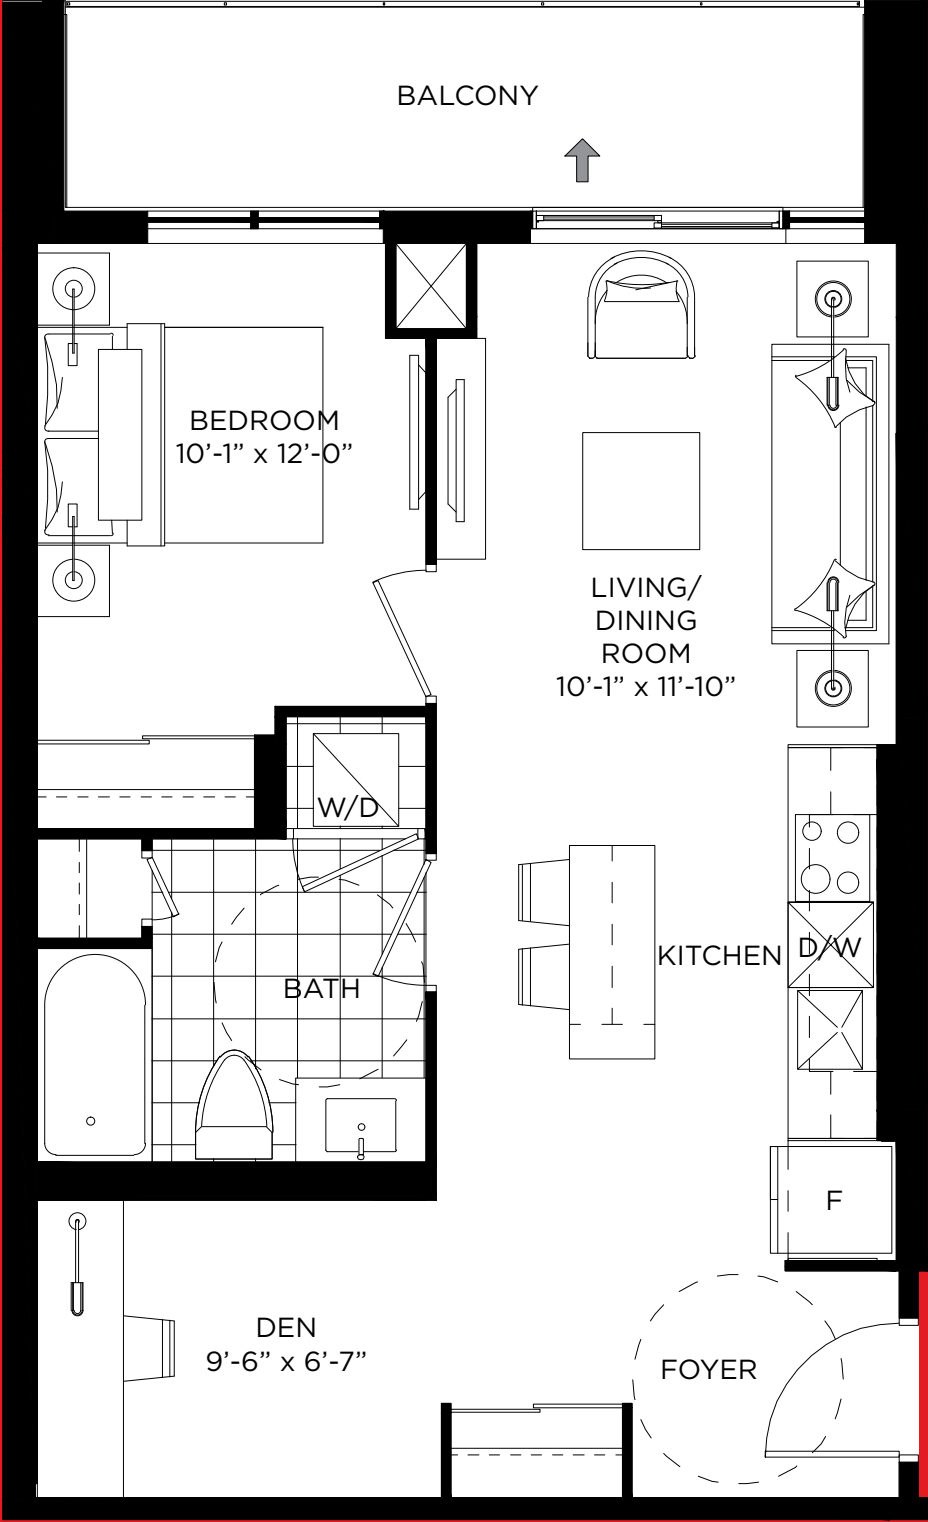 BALCONY
BEDROOM
10’-1” x 12’-0”
LIVING/
DINING
ROOM
10’-1” x 11’-10”
W/D
KITCHEN
D/W
BATH
F
DEN
9’-6” x 6’-7”
FOYER